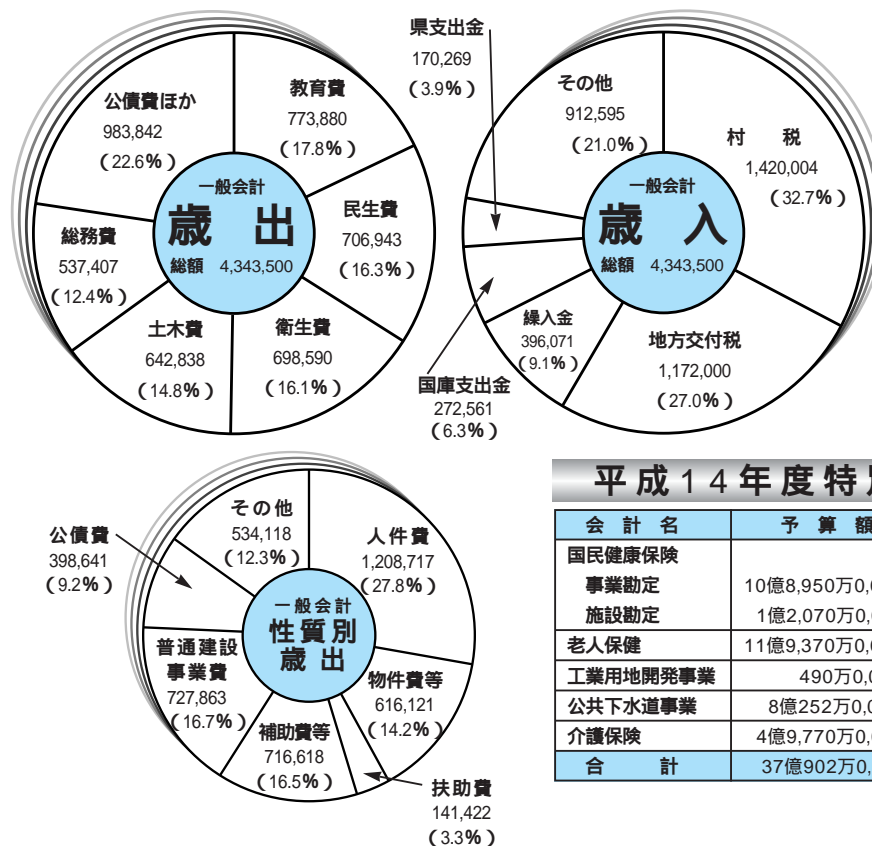 公債費ほか
983,842
(22.6%)
教育費
773,880
(17.8%)
民生費
706,943
(16.3%)
衛生費
698,590
(16.1%)
土木費
642,838
(14.8%)
総務費
537,407
(12.4%)
一般会計
歳 出
総額 4,343,500
県支出金
170,269
(3.9%)
その他
912,595
(21.0%)
村 税
1,420,004
(32.7%)
一般会計
歳 入
総額 4,343,500
繰入金
396,071
(9.1%)
地方交付税
1,172,000
(27.0%)
国庫支出金
272,561
(6.3%)
公債費
398,641
(9.2%)
その他
534,118
(12.3%)
人件費
1,208,717
(27.8%)
一般会計
性質別
歳出
普通建設
事業費
727,863
(16.7%)
物件費等
616,121
(14.2%)
補助費等
716,618
(16.5%)
扶助費
141,422
(3.3%)
平成14年度特
会計名 予算額
国民健康保険
事業勘定 10億8,950万0,
施設勘定 1億2,070万0,
老人保健 11億9,370万0,
工業用地開発事業 490万0,
公共下水道事業 8億252万0,
介護保険 4億9,770万0,
合 計 37億902万0,